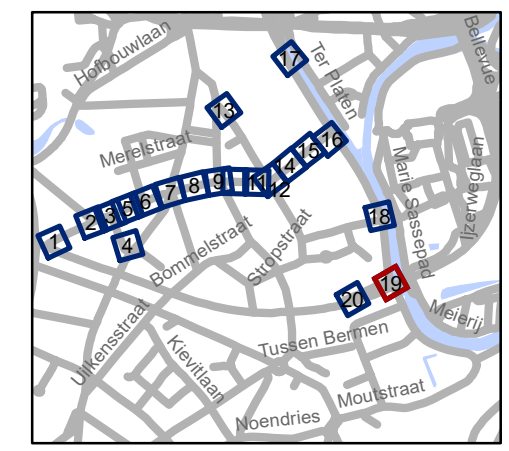 Hofbouwlaan
Bellevue
17
Ter Platen
13
Merelstraat
16
15
14
Marie Sassepad
Ijzerweglaan
1
2
3
5
6
7
8
9
11
12
4
Bommelstraat
Stropstraat
18
19
20
Meierij
Uilkensstraat
Kievitlaan
Tussen Bermen
Moutstraat
Noendries